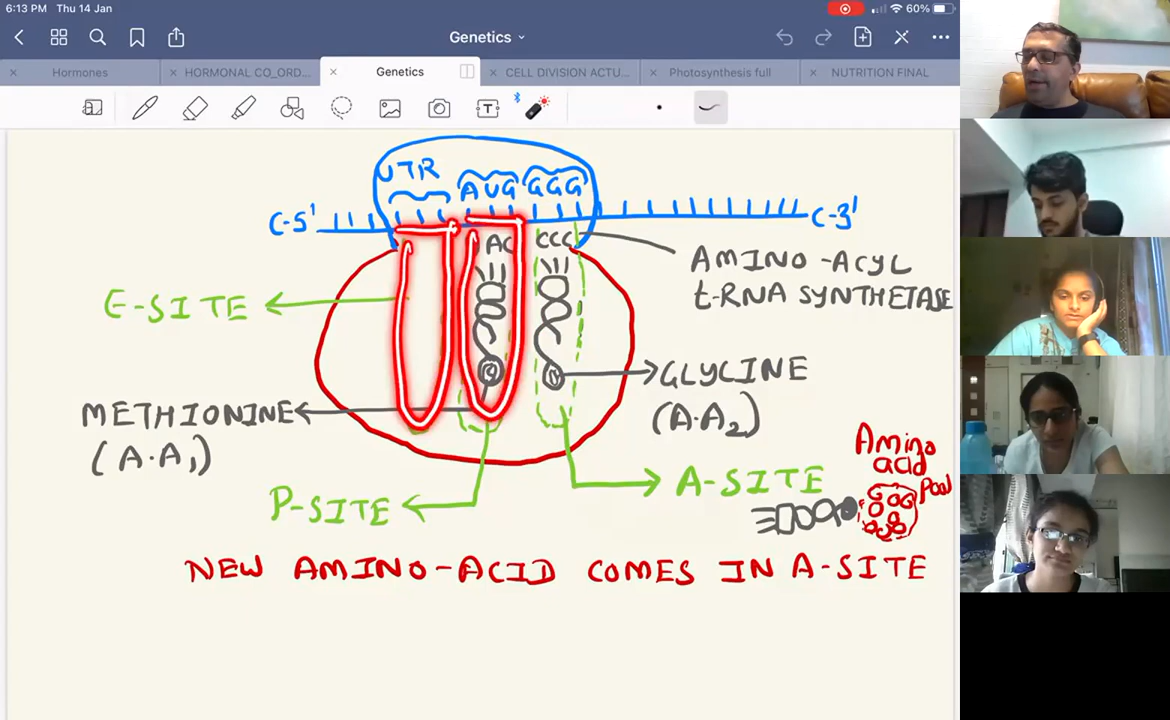 6:13 PM Thu 14 Jan
60%
Genetics
Hormones
HORMONAL CO_ORD...
Genetics
CELL DIVISION ACTU...
Photosynthesis full
NUTRITION FINAL
UTR AUG GGG
C-5'
C-3'
AC CCC
AMINO-ACYL
t-RNA SYNTHETASE
E-SITE
GLYCINE
(A.A2)
METHIONINE
(A.A1)
Amino
acid
Pool
A-SITE
P-SITE
NEW AMINO-ACID COMES IN A-SITE